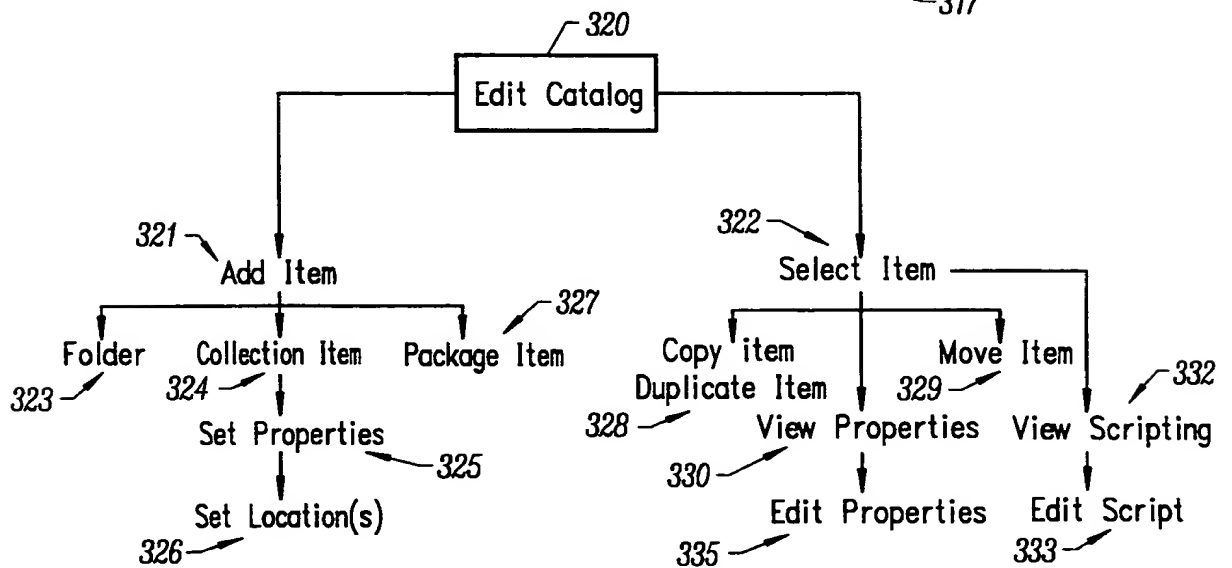 317
320
Edit Catalog
321
322
Add Item
Select Item
327
Folder
Collection Item
Package Item
Copy item
Duplicate Item
Move Item
323
324
328
329
332
Set Properties
325
View Properties
View Scripting
330
Set Location(s)
326
Edit Properties
335
Edit Script
333